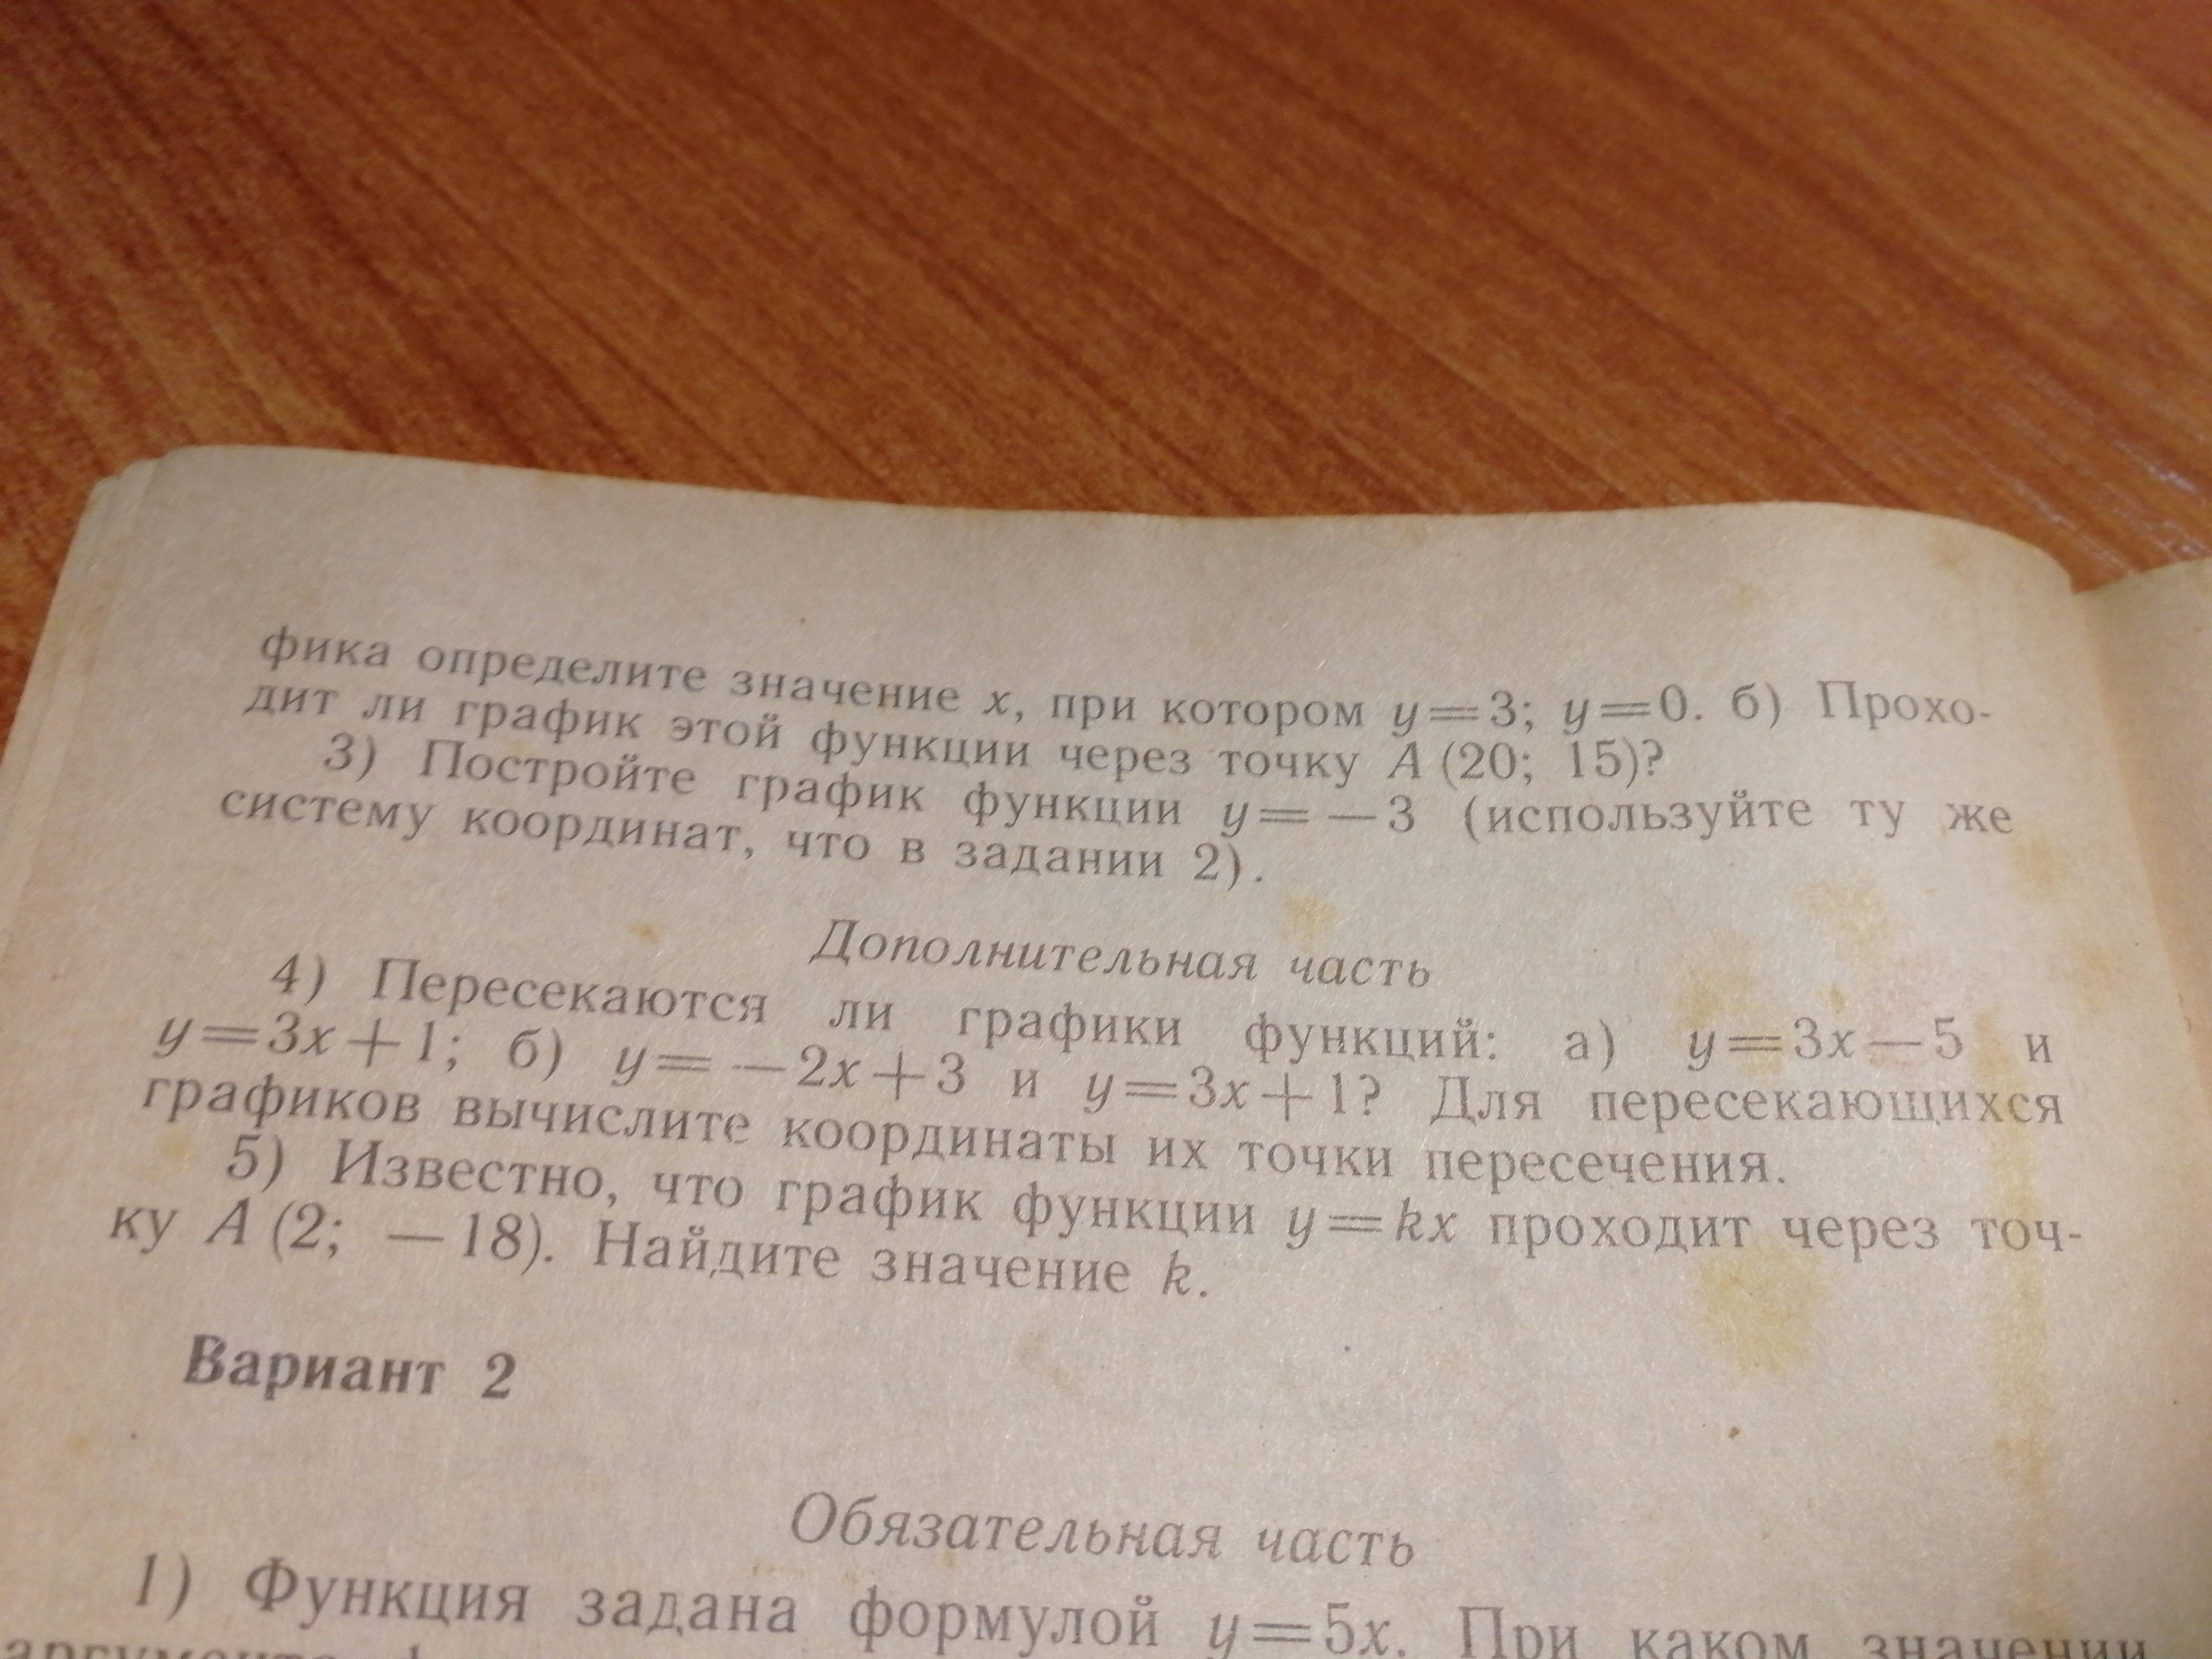 фика определите значение x, при котором y=3; y=0. б) Прохо-
дит ли график этой функции через точку A (20; 15)?
3) Постройте график функции y=—3 (используйте ту же
систему координат, что в задании 2).
Дополнительная часть
4) Пересекаются ли графики функций: а) y=3x—5 и
y=3x+1; б) y=—2x+3 и y=3x+1? Для пересекающихся
графиков вычислите координаты их точки пересечения.
5) Известно, что график функции y=kx проходит через точ-
ку A (2; —18). Найдите значение k.
Вариант 2
Обязательная часть
1) Функция задана формулой y=5x. При каком значении
аргумента